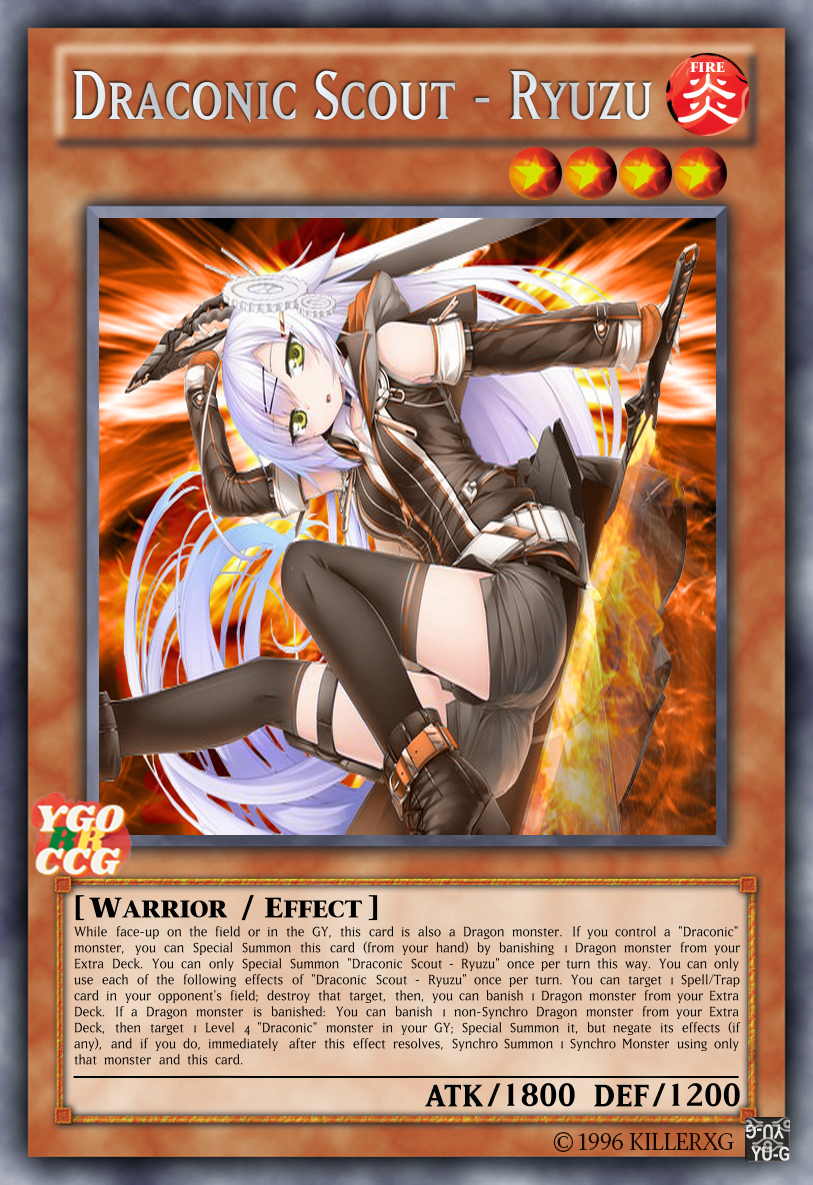 DRACONIC SCOUT - RYUZU
FIRE
炎
YGO
RR
CCG
[ WARRIOR / EFFECT ]
While face-up on the field or in the GY, this card is also a Dragon monster. If you control a "Draconic"
monster, you can Special Summon this card (from your hand) by banishing 1 Dragon monster from your
Extra Deck. You can only Special Summon "Draconic Scout - Ryuzu" once per turn this way. You can only
use each of the following effects of "Draconic Scout - Ryuzu" once per turn. You can target 1 Spell/Trap
card in your opponent's field; destroy that target, then, you can banish 1 Dragon monster from your Extra
Deck. If a Dragon monster is banished: You can banish 1 non-Synchro Dragon monster from your Extra
Deck, then target 1 Level 4 "Draconic" monster in your GY; Special Summon it, but negate its effects (if
any), and if you do, immediately after this effect resolves, Synchro Summon 1 Synchro Monster using only
that monster and this card.
ATK/1800 DEF/1200
© 1996 KILLERXG
YU-G
YU-G